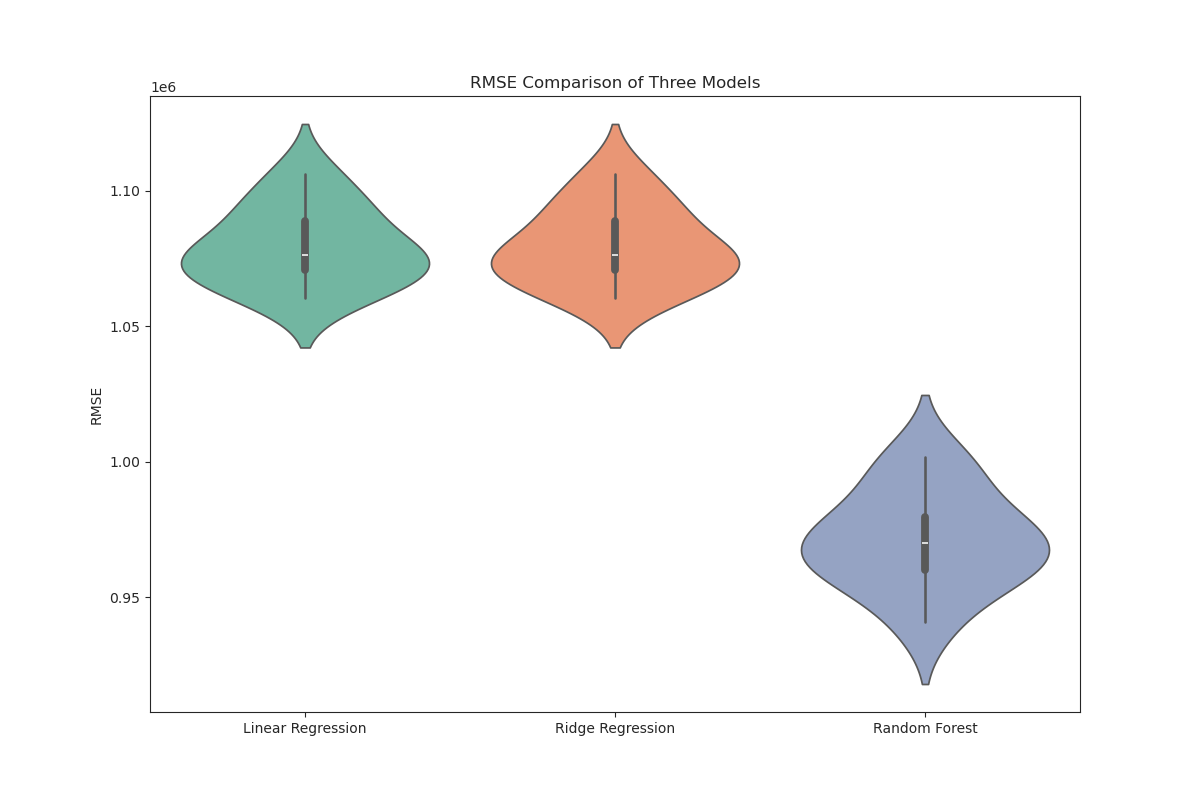 RMSE Comparison of Three Models
1e6
1.10
1.05
1.00
0.95
RMSE
Linear Regression
Ridge Regression
Random Forest